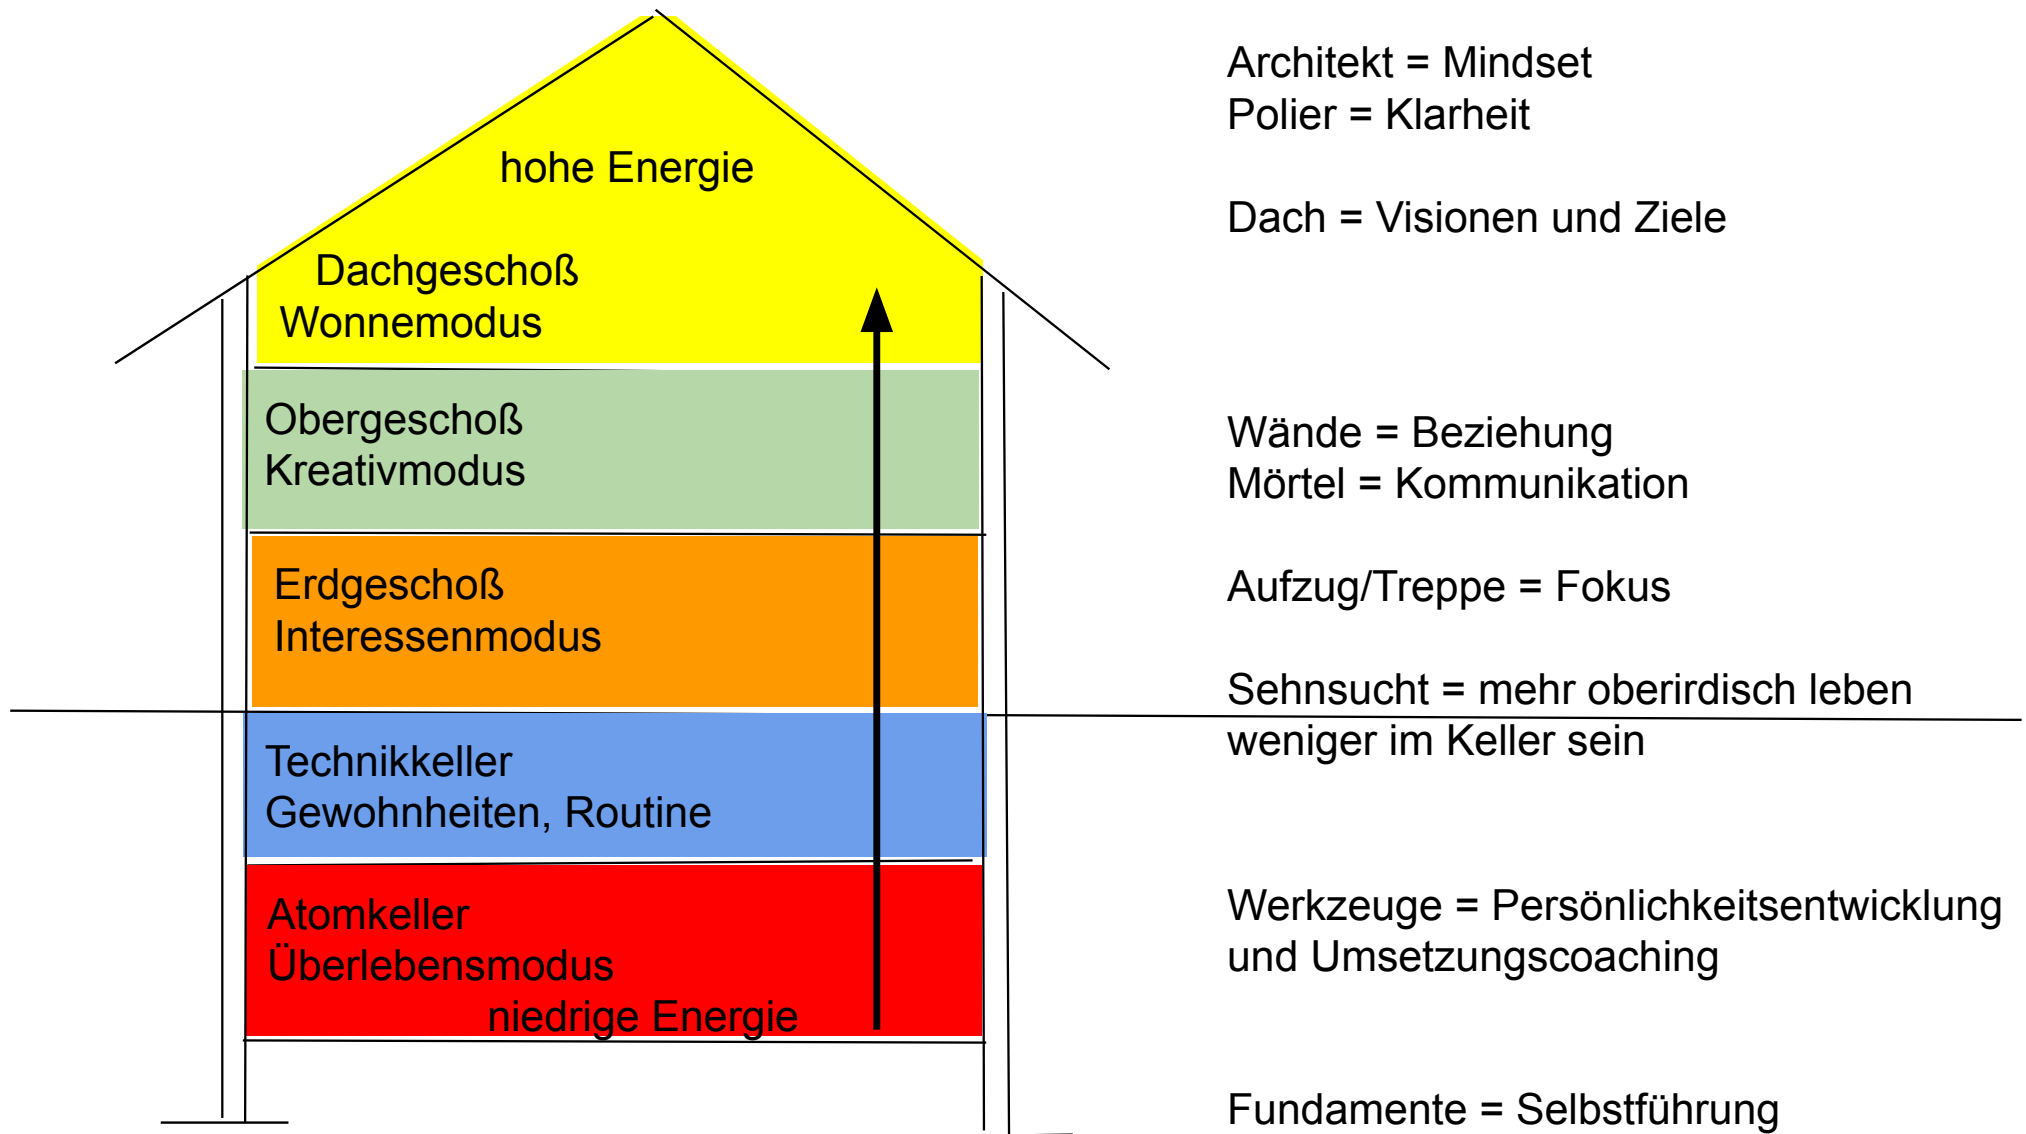 hohe Energie
Dachgeschoß
Wonnemodus
Obergeschoß
Kreativmodus
Erdgeschoß
Interessenmodus
Technikkeller
Gewohnheiten, Routine
Atomkeller
Überlebensmodus
niedrige Energie
Architekt = Mindset
Polier = Klarheit
Dach = Visionen und Ziele
Wände = Beziehung
Mörtel = Kommunikation
Aufzug/Treppe = Fokus
Sehnsucht = mehr oberirdisch leben
weniger im Keller sein
Werkzeuge = Persönlichkeitsentwicklung
und Umsetzungscoaching
Fundamente = Selbstführung